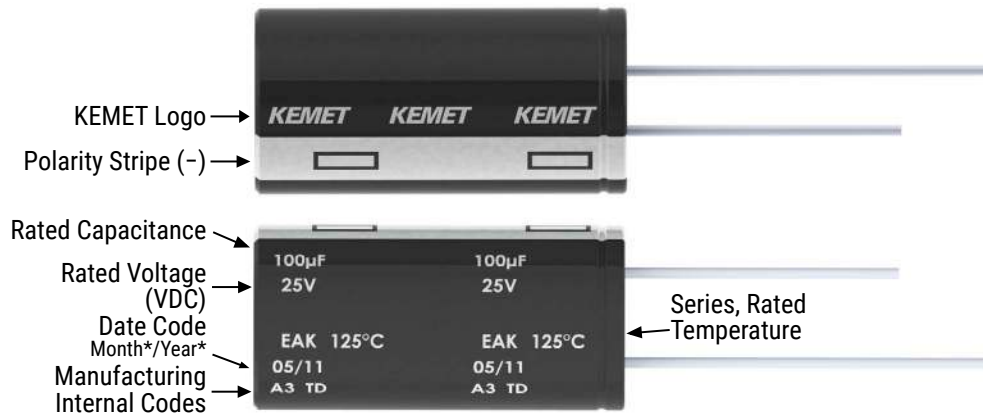 KEMET Logo
KEMET KEMET KEMET
Polarity Stripe (−)
Rated Capacitance
100µF 100µF
Rated Voltage
(VDC)
25V 25V
Series, Rated
Temperature
EAK 125°C EAK 125°C
Date Code
Month*/Year*
05/11 05/11
Manufacturing
Internal Codes
A3 TD A3 TD